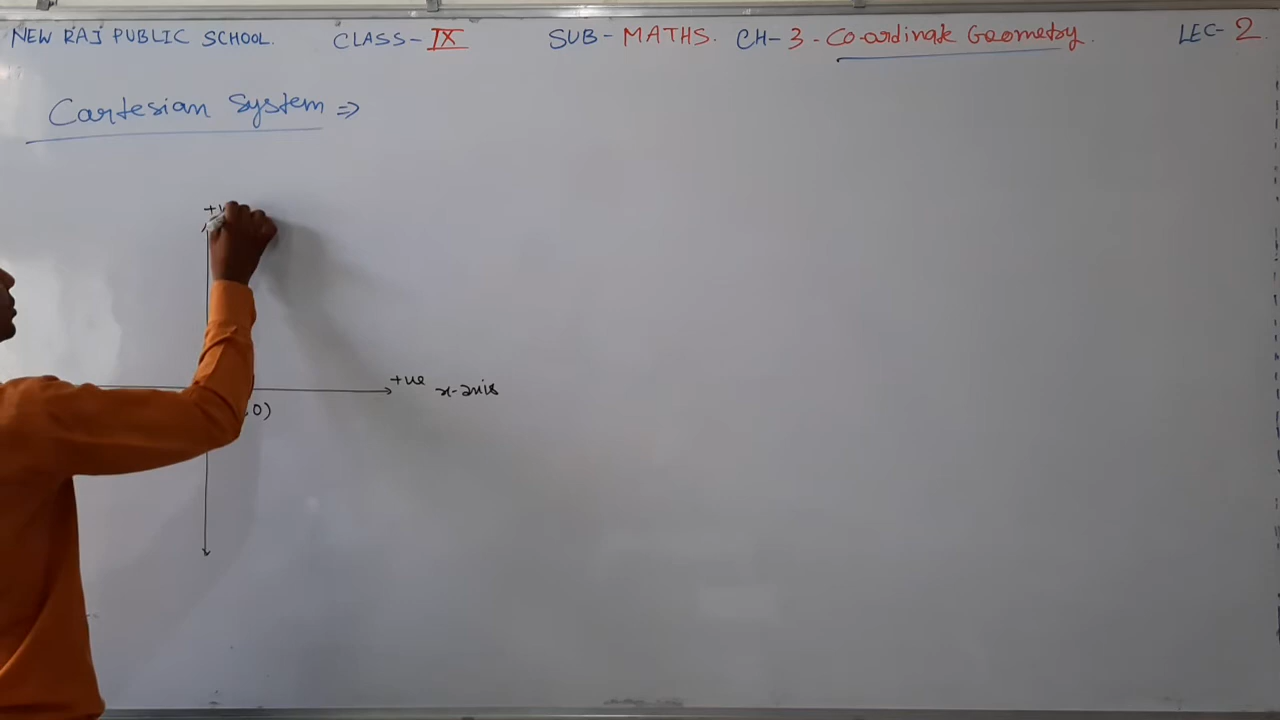 NEW RAJ PUBLIC SCHOOL. CLASS-IX SUB- MATHS. CH- 3 - Co-ordinate Geometry. LEC- 2.
Cartesian System ⇒
+ve x-axis
0)